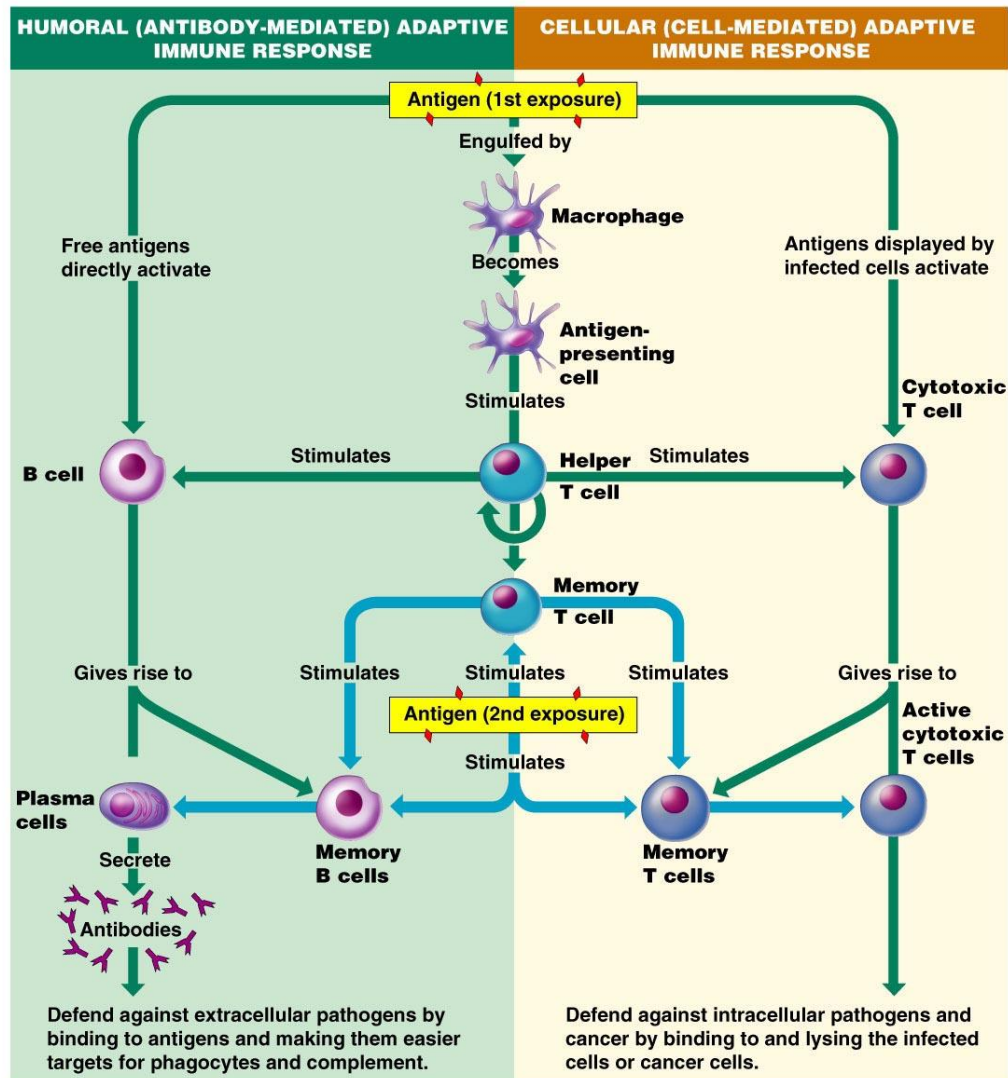 HUMORAL (ANTIBODY-MEDIATED) ADAPTIVE
IMMUNE RESPONSE
CELLULAR (CELL-MEDIATED) ADAPTIVE
IMMUNE RESPONSE
Antigen (1st exposure)
Engulfed by
Macrophage
Free antigens
directly activate
Becomes
Antigens displayed by
infected cells activate
Antigen-
presenting
cell
Stimulates
Cytotoxic
T cell
B cell
Stimulates
Helper
T cell
Stimulates
Memory
T cell
Gives rise to
Stimulates
Stimulates
Stimulates
Gives rise to
Antigen (2nd exposure)
Active
cytotoxic
T cells
Stimulates
Plasma
cells
Memory
B cells
Memory
T cells
Secrete
Antibodies
Defend against extracellular pathogens by
binding to antigens and making them easier
targets for phagocytes and complement.
Defend against intracellular pathogens and
cancer by binding to and lysing the infected
cells or cancer cells.